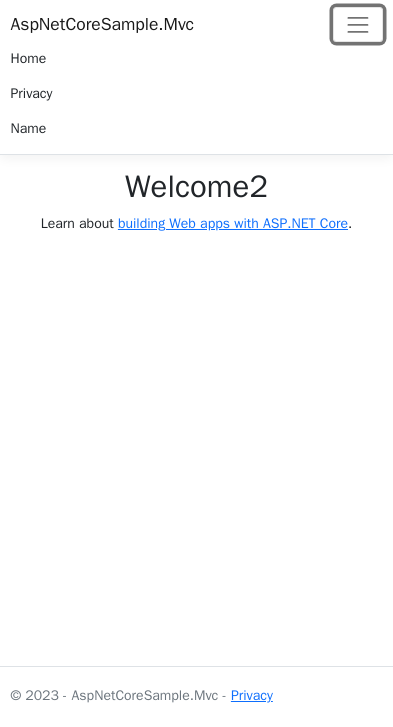 AspNetCoreSample.Mvc
Home
Privacy
Name
Welcome2
Learn about building Web apps with ASP.NET Core.
© 2023 - AspNetCoreSample.Mvc - Privacy